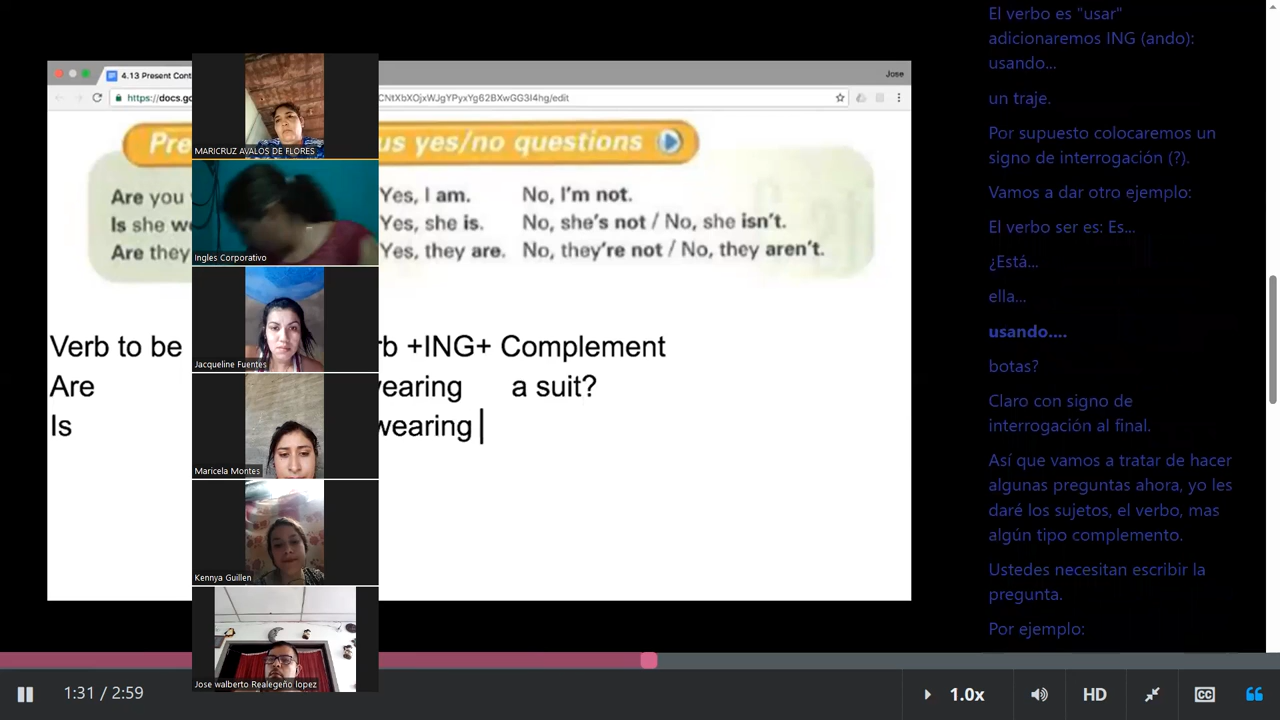 4.13 Present Cont
Jose
https://docs.go
CNtXbXOjxWJgYPyxYg62BXwGG3I4hg/edit
Pre
us yes/no questions
Are you
Yes, I am.
No, I'm not.
Is she we
Yes, she is.
No, she's not / No, she isn't.
Are they
Yes, they are.
No, they're not / No, they aren't.
Verb to be
rb +ING+ Complement
Are
wearing
a suit?
Is
wearing
MARICRUZ AVALOS DE FLORES
Ingles Corporativo
Jacqueline Fuentes
Maricela Montes
Kennya Guillen
Jose walberto Realegeño lopez
El verbo es "usar"
adicionaremos ING (ando):
usando...
un traje.
Por supuesto colocaremos un
signo de interrogación (?).
Vamos a dar otro ejemplo:
El verbo ser es: Es...
¿Está...
ella...
usando....
botas?
Claro con signo de
interrogación al final.
Así que vamos a tratar de hacer
algunas preguntas ahora, yo les
daré los sujetos, el verbo, mas
algún tipo complemento.
Ustedes necesitan escribir la
pregunta.
Por ejemplo:
1:31 / 2:59
1.0x
HD
CC